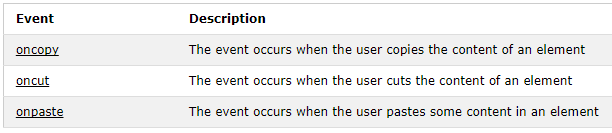 Event Description
oncopy The event occurs when the user copies the content of an element
oncut The event occurs when the user cuts the content of an element
onpaste The event occurs when the user pastes some content in an element